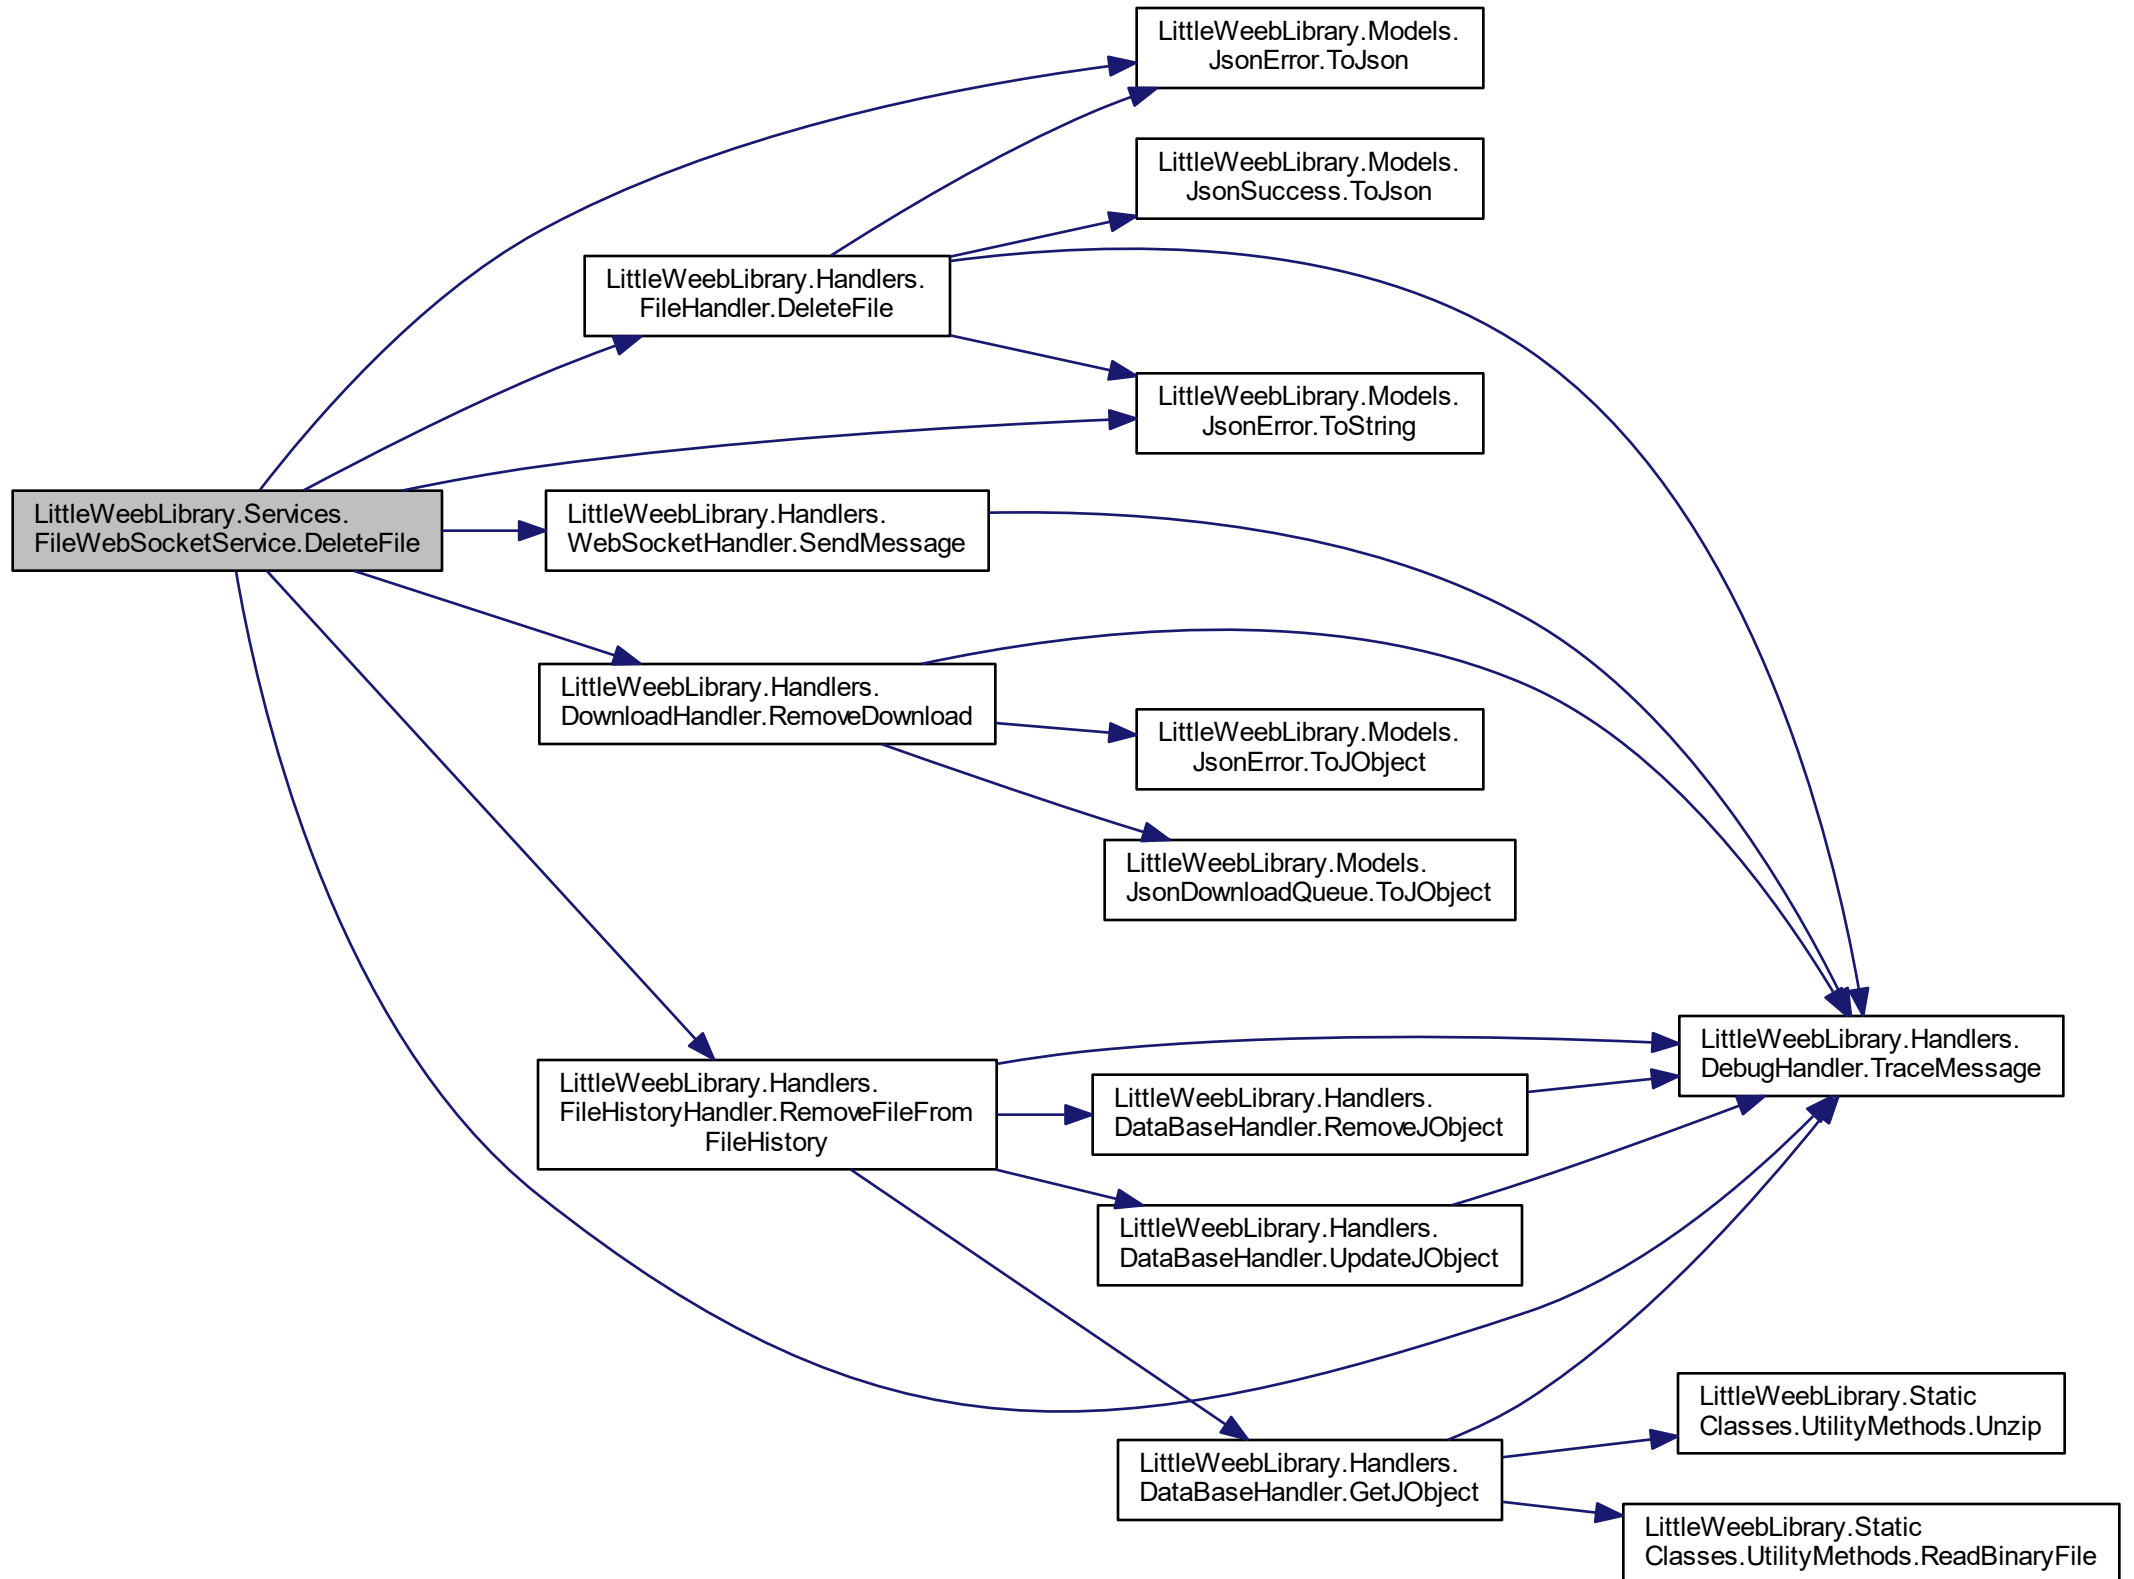 LittleWeebLibrary.Models.
JsonError.ToJson
LittleWeebLibrary.Models.
JsonSuccess.ToJson
LittleWeebLibrary.Handlers.
FileHandler.DeleteFile
LittleWeebLibrary.Models.
JsonError.ToString
LittleWeebLibrary.Services.
FileWebSocketService.DeleteFile
LittleWeebLibrary.Handlers.
WebSocketHandler.SendMessage
LittleWeebLibrary.Handlers.
DownloadHandler.RemoveDownload
LittleWeebLibrary.Models.
JsonError.ToJObject
LittleWeebLibrary.Models.
JsonDownloadQueue.ToJObject
LittleWeebLibrary.Handlers.
DebugHandler.TraceMessage
LittleWeebLibrary.Handlers.
FileHistoryHandler.RemoveFileFrom
FileHistory
LittleWeebLibrary.Handlers.
DataBaseHandler.RemoveJObject
LittleWeebLibrary.Handlers.
DataBaseHandler.UpdateJObject
LittleWeebLibrary.Static
Classes.UtilityMethods.Unzip
LittleWeebLibrary.Handlers.
DataBaseHandler.GetJObject
LittleWeebLibrary.Static
Classes.UtilityMethods.ReadBinaryFile